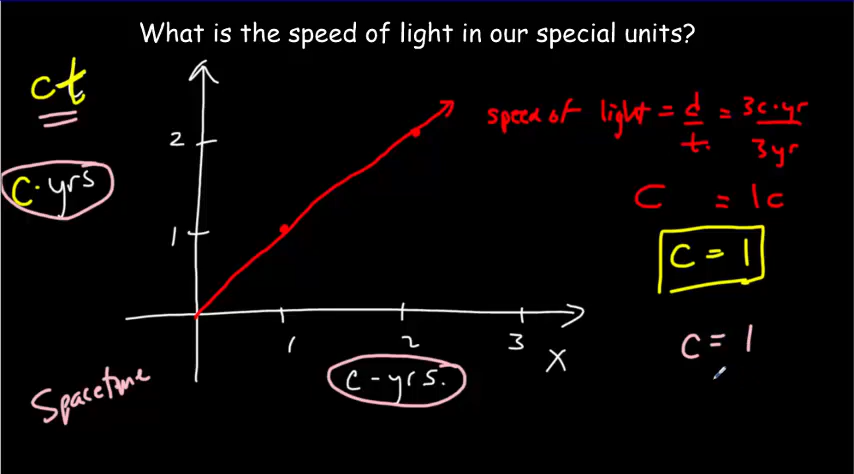 What is the speed of light in our special units?
ct
C · yrs
2
1
1
2
3
X
C - yrs.
Spacetime
speed of light = d/t. = 3c·yr/3yr
C = 1c
C = 1
C = 1